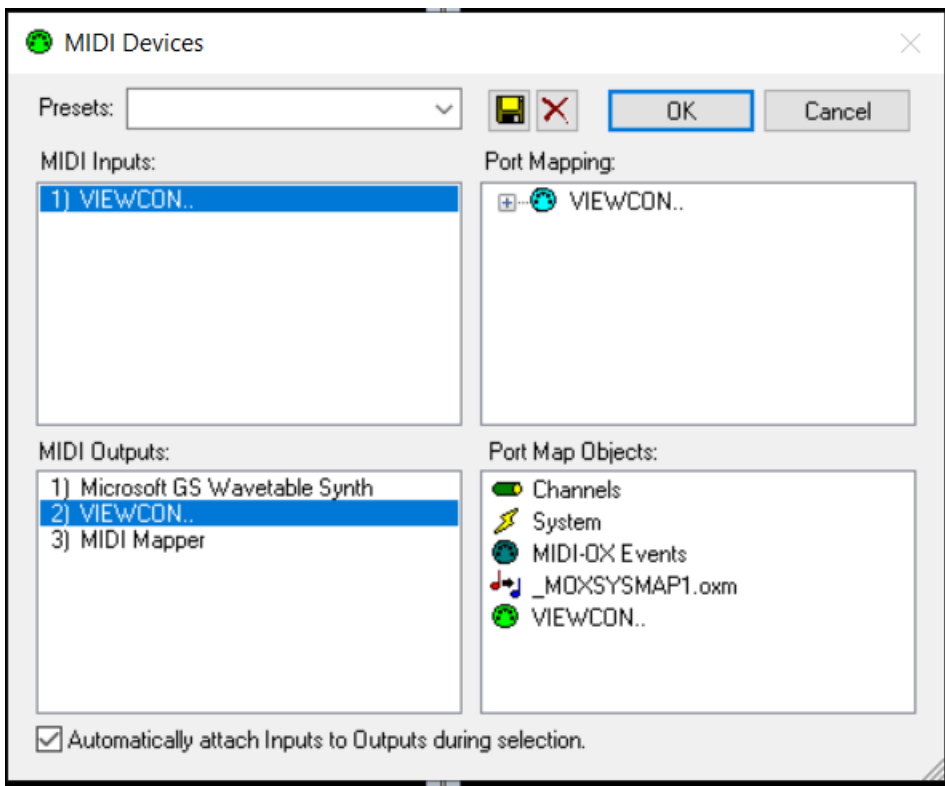 MIDI Devices
Presets:
OK
Cancel
MIDI Inputs:
1) VIEWCON..
Port Mapping:
VIEWCON..
MIDI Outputs:
1) Microsoft GS Wavetable Synth
2) VIEWCON..
3) MIDI Mapper
Port Map Objects:
Channels
System
MIDI-OX Events
_MOXSYSMAP1.oxm
VIEWCON..
Automatically attach Inputs to Outputs during selection.